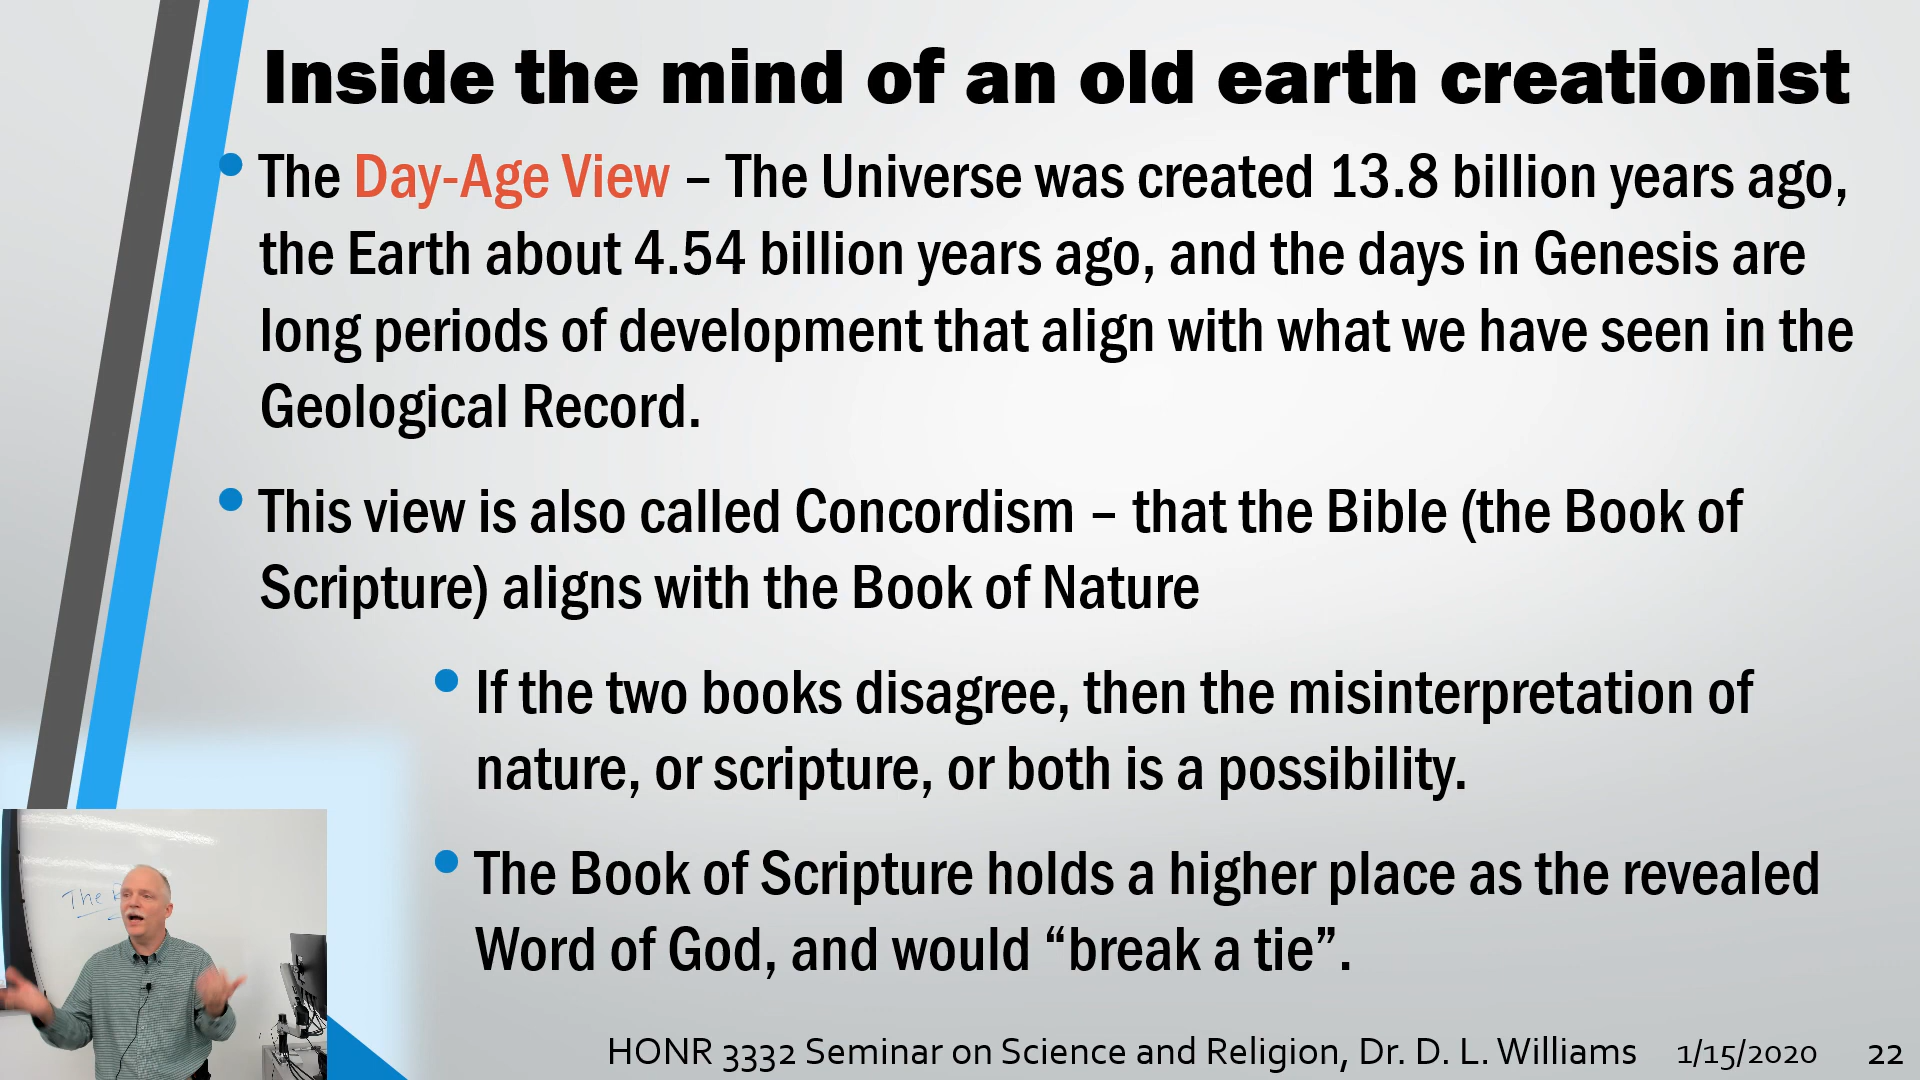 Inside the mind of an old earth creationist
• The Day-Age View – The Universe was created 13.8 billion years ago,
the Earth about 4.54 billion years ago, and the days in Genesis are
long periods of development that align with what we have seen in the
Geological Record.
• This view is also called Concordism – that the Bible (the Book of
Scripture) aligns with the Book of Nature
• If the two books disagree, then the misinterpretation of
nature, or scripture, or both is a possibility.
• The Book of Scripture holds a higher place as the revealed
Word of God, and would “break a tie”.
The
HONR 3332 Seminar on Science and Religion, Dr. D. L. Williams 1/15/2020 22